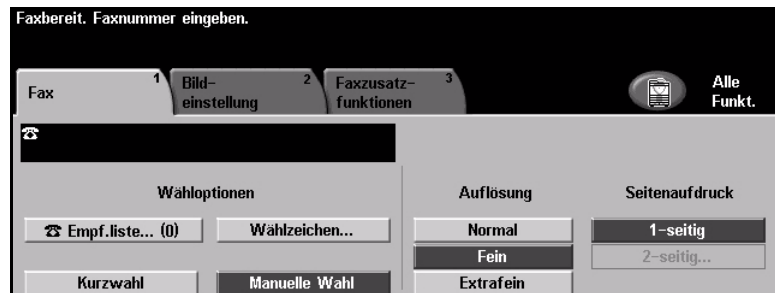 Faxbereit. Faxnummer eingeben.
Fax
1
Bild-
einstellung
2
Faxzusatz-
funktionen
3
Alle
Funkt.
Wähloptionen
Auflösung
Seitenaufdruck
Empf.liste... (0)
Wählzeichen...
Normal
1-seitig
Fein
2-seitig...
Kurzwahl
Manuelle Wahl
Extrafein